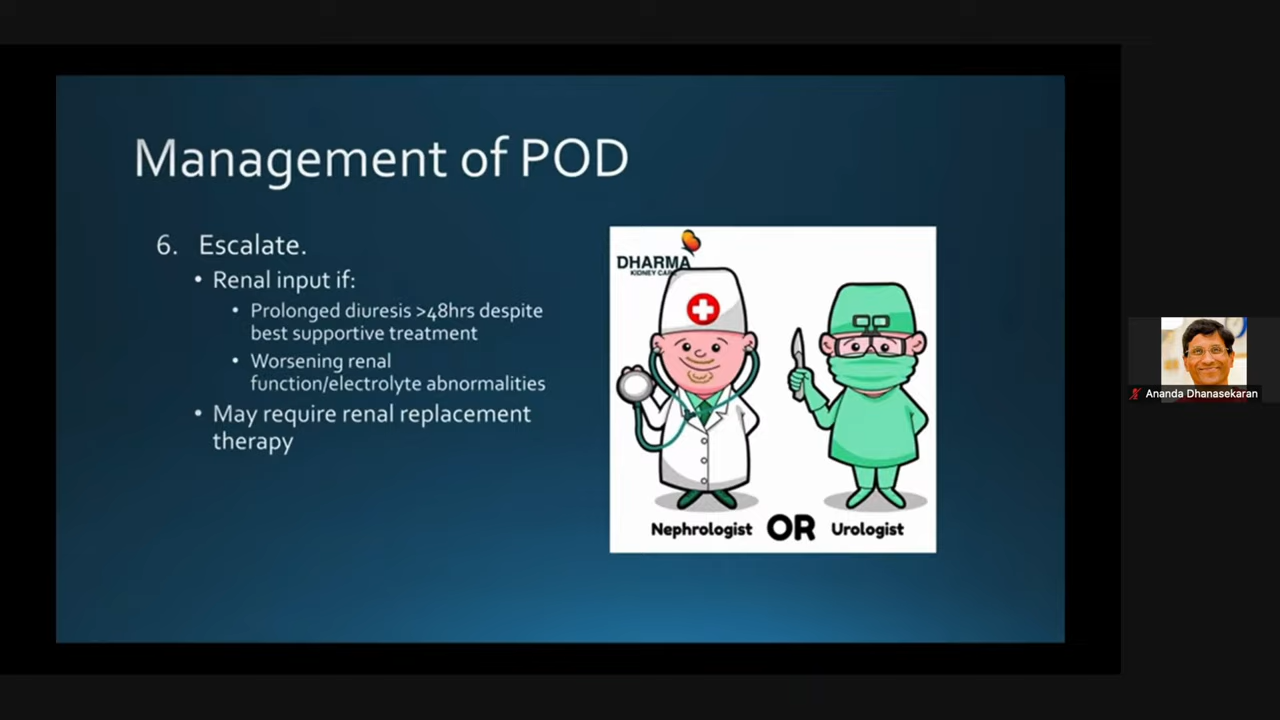 Management of POD
6. Escalate.
• Renal input if:
• Prolonged diuresis >48hrs despite
best supportive treatment
• Worsening renal
function/electrolyte abnormalities
• May require renal replacement
therapy
DHARMA
KIDNEY CARE
Nephrologist OR Urologist
Ananda Dhanasekaran